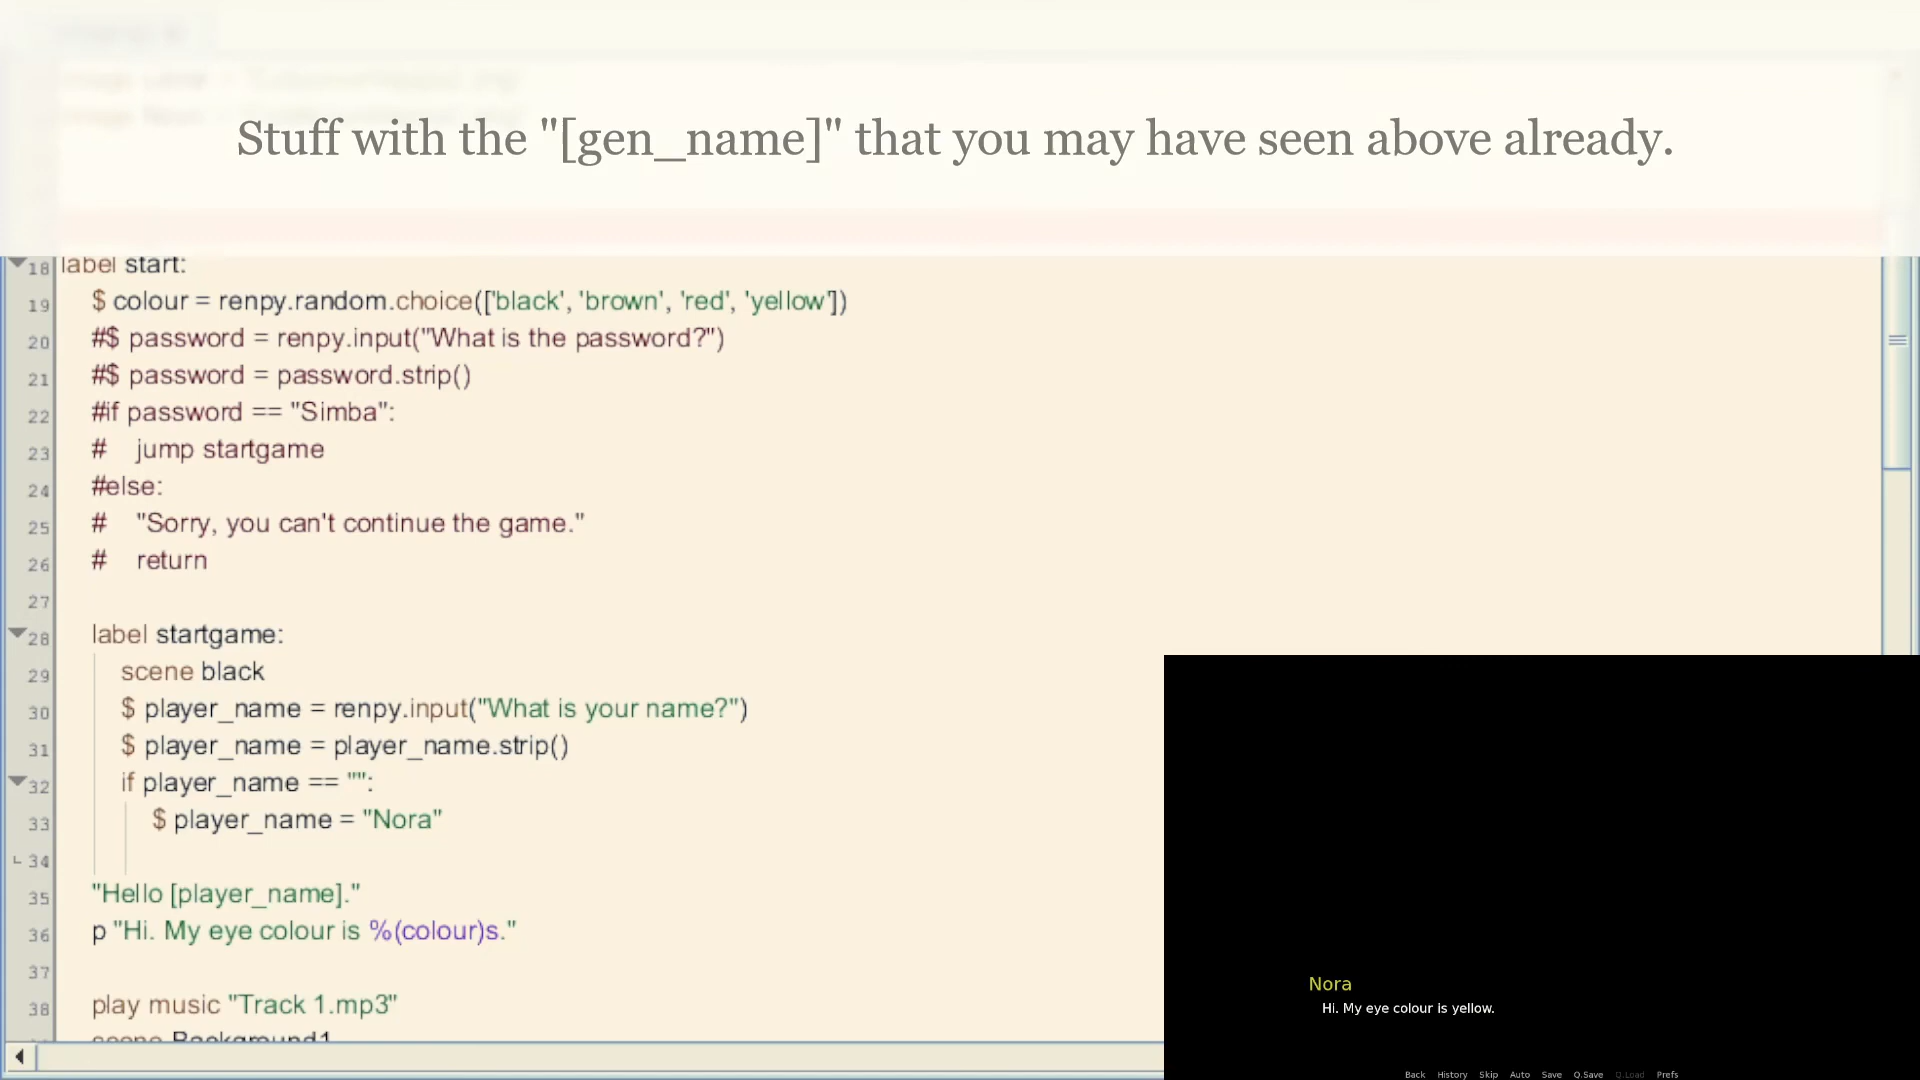 Stuff with the "[gen_name]" that you may have seen above already.
18 label start:
19 $ colour = renpy.random.choice(['black', 'brown', 'red', 'yellow'])
20 #$ password = renpy.input("What is the password?")
21 #$ password = password.strip()
22 #if password == "Simba":
23 # jump startgame
24 #else:
25 # "Sorry, you can't continue the game."
26 # return
27
28 label startgame:
29 scene black
30 $ player_name = renpy.input("What is your name?")
31 $ player_name = player_name.strip()
32 if player_name == "":
33 $ player_name = "Nora"
34
35 "Hello [player_name]."
36 p "Hi. My eye colour is %(colour)s."
37
38 play music "Track 1.mp3"
scene Background1
Nora
Hi. My eye colour is yellow.
Back History Skip Auto Save Q.Save Q.Load Prefs